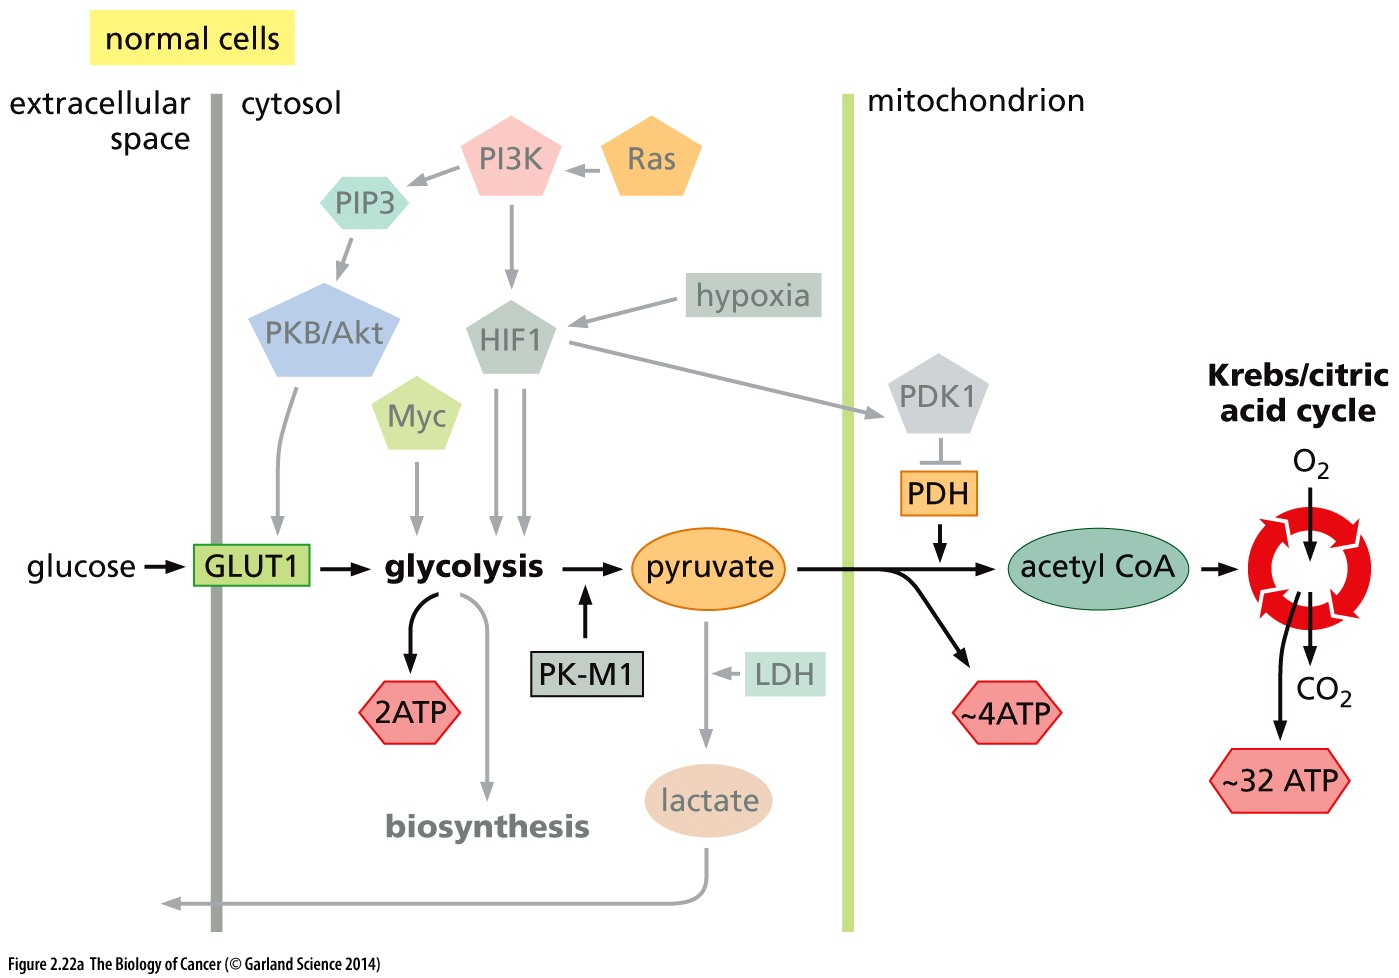 normal cells
extracellular
space
cytosol
mitochondrion
PI3K
Ras
PIP3
hypoxia
PKB/Akt
HIF1
Myc
PDK1
Krebs/citric
acid cycle
O2
PDH
glucose
GLUT1
glycolysis
pyruvate
acetyl CoA
PK-M1
LDH
2ATP
~4ATP
CO2
~32 ATP
lactate
biosynthesis
Figure 2.22a The Biology of Cancer (© Garland Science 2014)